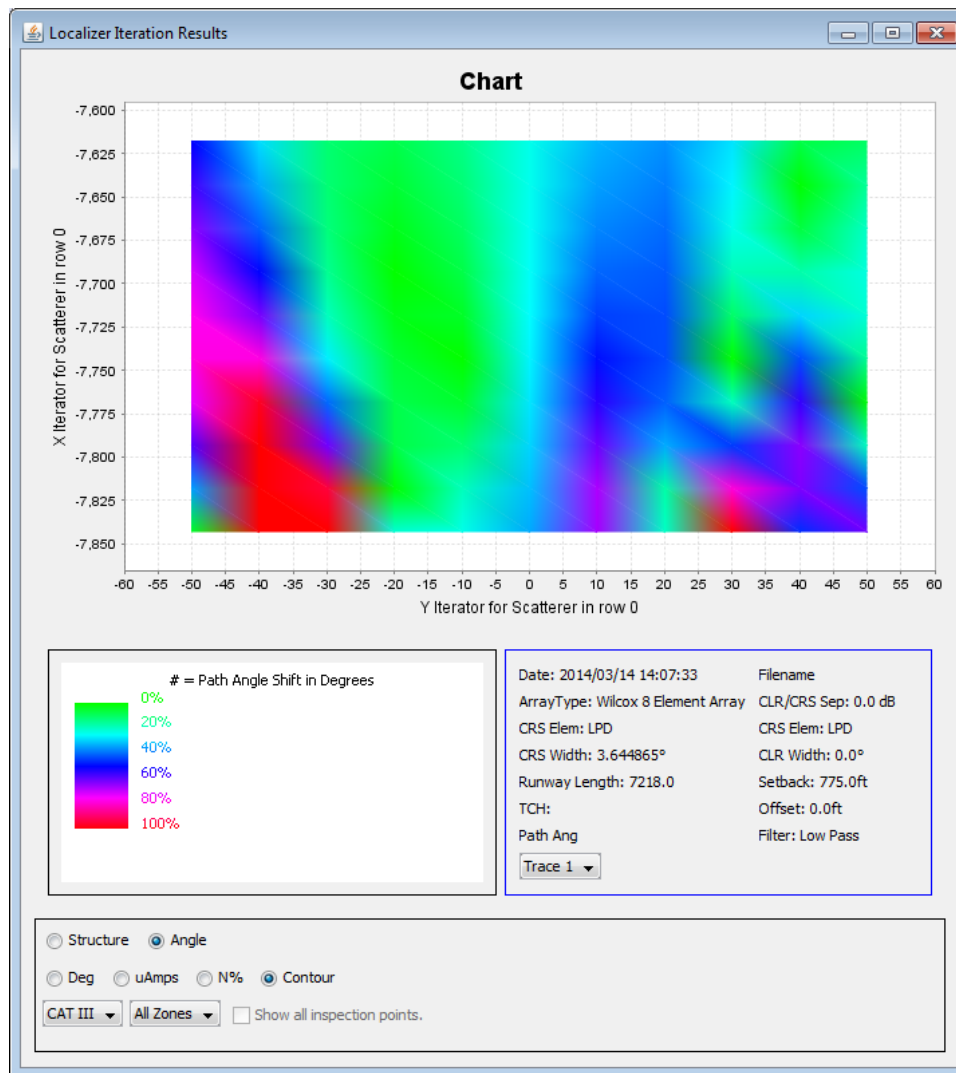 Localizer Iteration Results
Chart
-7,600
-7,625
-7,650
-7,675
-7,700
-7,725
-7,750
-7,775
-7,800
-7,825
-7,850
X Iterator for Scatterer in row 0
-60 -55 -50 -45 -40 -35 -30 -25 -20 -15 -10 -5 0 5 10 15 20 25 30 35 40 45 50 55 60
Y Iterator for Scatterer in row 0
# = Path Angle Shift in Degrees
0%
20%
40%
60%
80%
100%
Date: 2014/03/14 14:07:33 Filename
ArrayType: Wilcox 8 Element Array CLR/CRS Sep: 0.0 dB
CRS Elem: LPD CRS Elem: LPD
CRS Width: 3.644865° CLR Width: 0.0°
Runway Length: 7218.0 Setback: 775.0ft
TCH: Offset: 0.0ft
Path Ang Filter: Low Pass
Trace 1
Structure Angle
Deg uAmps N% Contour
CAT III All Zones Show all inspection points.